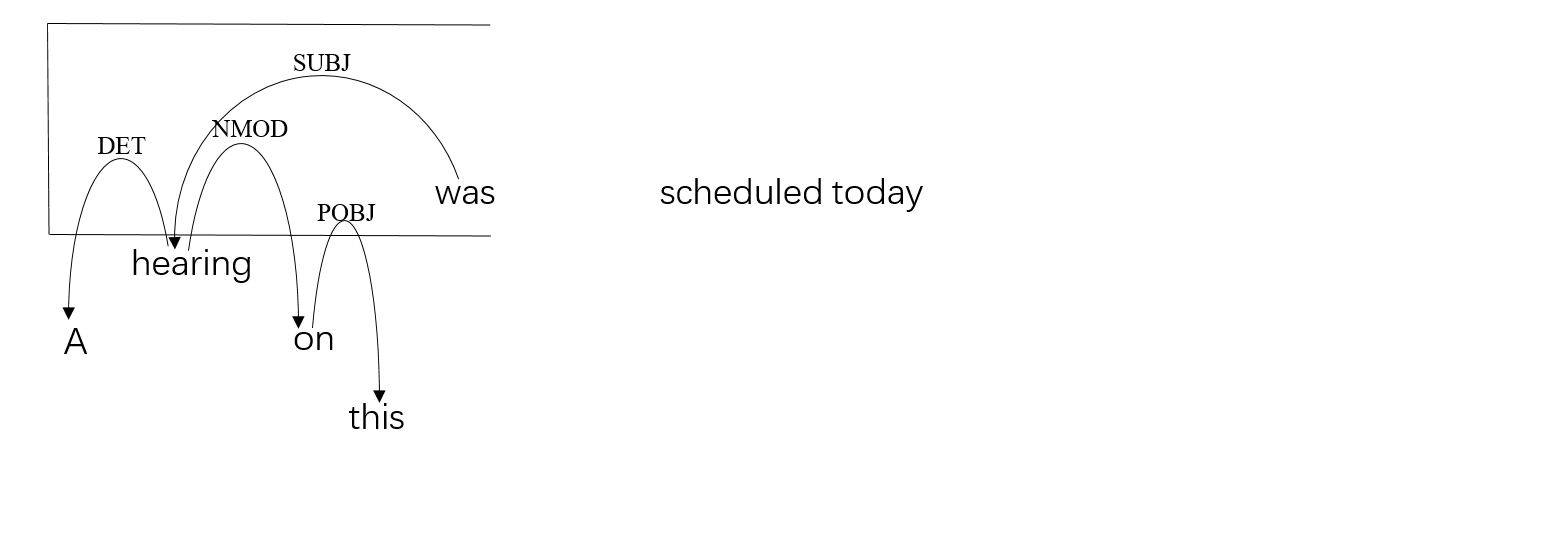 SUBJ
NMOD
DET
was
scheduled today
POBJ
hearing
A
on
this